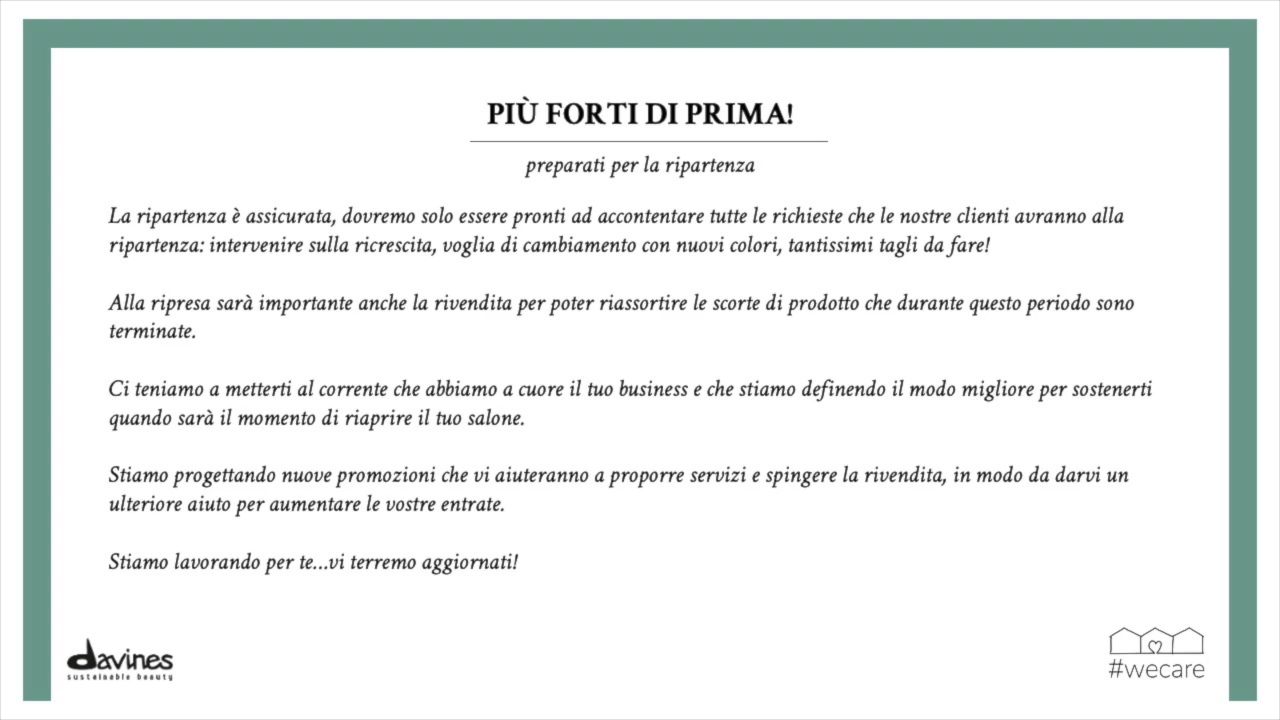 PIÙ FORTI DI PRIMA!
preparati per la ripartenza
La ripartenza è assicurata, dovremo solo essere pronti ad accontentare tutte le richieste che le nostre clienti avranno alla
ripartenza: intervenire sulla ricrescita, voglia di cambiamento con nuovi colori, tantissimi tagli da fare!
Alla ripresa sarà importante anche la rivendita per poter riassortire le scorte di prodotto che durante questo periodo sono
terminate.
Ci teniamo a metterti al corrente che abbiamo a cuore il tuo business e che stiamo definendo il modo migliore per sostenerti
quando sarà il momento di riaprire il tuo salone.
Stiamo progettando nuove promozioni che vi aiuteranno a proporre servizi e spingere la rivendita, in modo da darvi un
ulteriore aiuto per aumentare le vostre entrate.
Stiamo lavorando per te...vi terremo aggiornati!
davines
sustainable beauty
#wecare